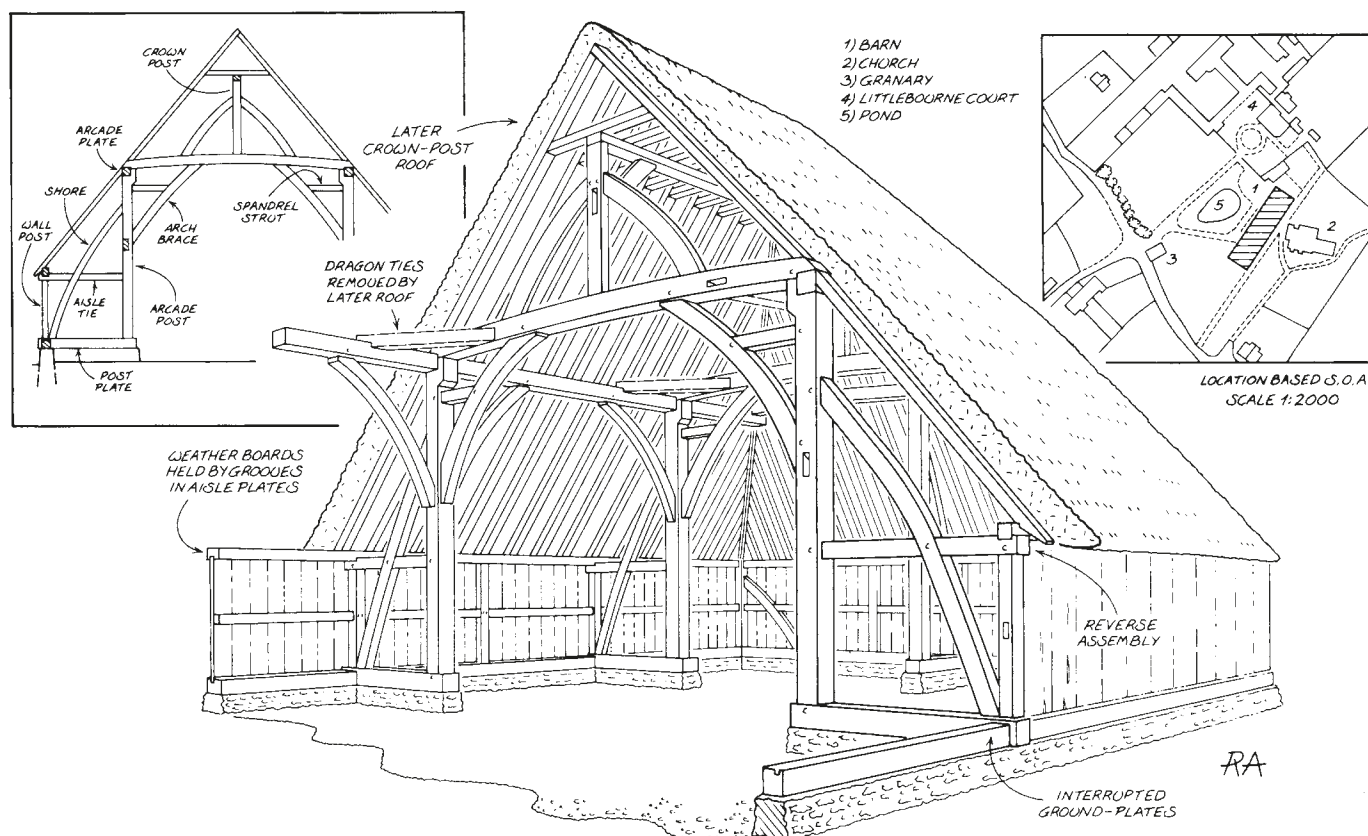 CROWN
POST
ARCADE
PLATE
SHORE
WALL
POST
ARCH
BRACE
SPANDREL
STRUT
AISLE
TIE
ARCADE
POST
POST
PLATE
LATER
CROWN-POST
ROOF
DRAGON TIES
REMOVED BY
LATER ROOF
WEATHER BOARDS
HELD BY GROOVES
IN AISLE PLATES
1) BARN
2) CHURCH
3) GRANARY
4) LITTLEBOURNE COURT
5) POND
4
1
5
2
3
LOCATION BASED S.O.A
SCALE 1:2000
REVERSE
ASSEMBLY
INTERRUPTED
GROUND-PLATES
RA